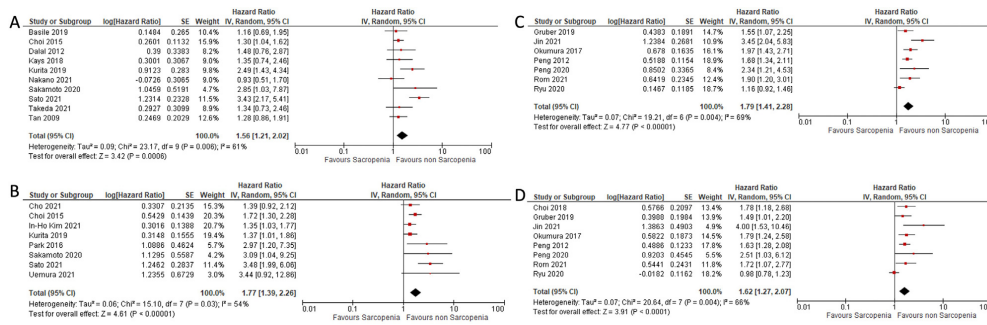 A
Hazard Ratio Hazard Ratio
Study or Subgroup log[Hazard Ratio] SE Weight IV, Random, 95% CI IV, Random, 95% CI
Basile 2019 0.1484 0.265 10.4% 1.16 [0.69, 1.95]
Choi 2015 0.2601 0.1132 17.5% 1.30 [1.04, 1.62]
Dalal 2012 0.39 0.3383 7.8% 1.48 [0.76, 2.87]
Kays 2018 0.3001 0.3067 8.8% 1.35 [0.74, 2.46]
Kurita 2019 0.9123 0.283 9.7% 2.49 [1.43, 4.34]
Nakano 2021 -0.0726 0.3065 8.8% 0.93 [0.51, 1.70]
Sakamoto 2020 1.0459 0.5191 4.2% 2.85 [1.03, 7.87]
Sato 2021 1.2314 0.2328 11.6% 3.43 [2.17, 5.41]
Takeda 2021 0.2927 0.3099 8.7% 1.34 [0.73, 2.46]
Tan 2009 0.2469 0.2029 12.6% 1.28 [0.86, 1.91]
Total (95% CI) 100.0% 1.56 [1.21, 2.02]
Heterogeneity: Tau² = 0.09; Chi² = 23.17, df = 9 (P = 0.006); I² = 61%
Test for overall effect: Z = 3.42 (P = 0.0006)
0.01 0.1 1 10 100
Favours Sacropenia Favours non Sarcopenia
B
Hazard Ratio Hazard Ratio
Study or Subgroup log[Hazard Ratio] SE Weight IV, Random, 95% CI IV, Random, 95% CI
Cho 2021 0.3307 0.2135 15.3% 1.39 [0.92, 2.12]
Choi 2015 0.5429 0.1439 20.3% 1.72 [1.30, 2.28]
In-Ho Kim 2021 0.3016 0.1388 20.7% 1.35 [1.03, 1.77]
Kurita 2019 0.3148 0.1555 19.4% 1.37 [1.01, 1.86]
Park 2016 1.0886 0.4624 5.8% 2.97 [1.20, 7.35]
Sakamoto 2020 1.1295 0.5587 4.2% 3.09 [1.04, 9.25]
Sato 2021 1.2462 0.2837 11.4% 3.48 [1.99, 6.06]
Uemura 2021 1.2355 0.6729 3.0% 3.44 [0.92, 12.86]
Total (95% CI) 100.0% 1.77 [1.39, 2.26]
Heterogeneity: Tau² = 0.06; Chi² = 15.10, df = 7 (P = 0.03); I² = 54%
Test for overall effect: Z = 4.61 (P < 0.00001)
0.01 0.1 1 10 100
Favours Sarcopenia Favours non Sarcopenia
C
Hazard Ratio Hazard Ratio
Study or Subgroup log[Hazard Ratio] SE Weight IV, Random, 95% CI IV, Random, 95% CI
Gruber 2019 0.4383 0.1891 14.7% 1.55 [1.07, 2.25]
Jin 2021 1.2384 0.2681 10.4% 3.45 [2.04, 5.83]
Okumura 2017 0.678 0.1635 16.2% 1.97 [1.43, 2.71]
Peng 2012 0.5188 0.1154 19.1% 1.68 [1.34, 2.11]
Peng 2020 0.8502 0.3365 8.0% 2.34 [1.21, 4.53]
Rom 2021 0.6419 0.2345 12.0% 1.90 [1.20, 3.01]
Ryu 2020 0.1467 0.1185 19.6% 1.16 [0.92, 1.46]
Total (95% CI) 100.0% 1.79 [1.41, 2.28]
Heterogeneity: Tau² = 0.07; Chi² = 19.21, df = 6 (P = 0.004); I² = 69%
Test for overall effect: Z = 4.77 (P < 0.00001)
0.01 0.1 1 10 100
Favours Sacropenia Favours non Sarcopenia
D
Hazard Ratio Hazard Ratio
Study or Subgroup log[Hazard Ratio] SE Weight IV, Random, 95% CI IV, Random, 95% CI
Choi 2018 0.5766 0.2097 13.4% 1.78 [1.18, 2.68]
Gruber 2019 0.3988 0.1984 14.1% 1.49 [1.01, 2.20]
Jin 2021 1.3863 0.4903 4.7% 4.00 [1.53, 10.46]
Okumura 2017 0.5822 0.1873 14.7% 1.79 [1.24, 2.58]
Peng 2012 0.4886 0.1233 18.7% 1.63 [1.28, 2.08]
Peng 2020 0.9203 0.4545 5.2% 2.51 [1.03, 6.12]
Rom 2021 0.5441 0.2431 10.0% 1.72 [1.07, 2.77]
Ryu 2020 -0.0182 0.1162 19.2% 0.98 [0.78, 1.23]
Total (95% CI) 100.0% 1.62 [1.27, 2.07]
Heterogeneity: Tau² = 0.07; Chi² = 20.64, df = 7 (P = 0.004); I² = 66%
Test for overall effect: Z = 3.91 (P < 0.0001)
0.01 0.1 1 10 100
Favours Sarcopenia Favours non Sarcopenia